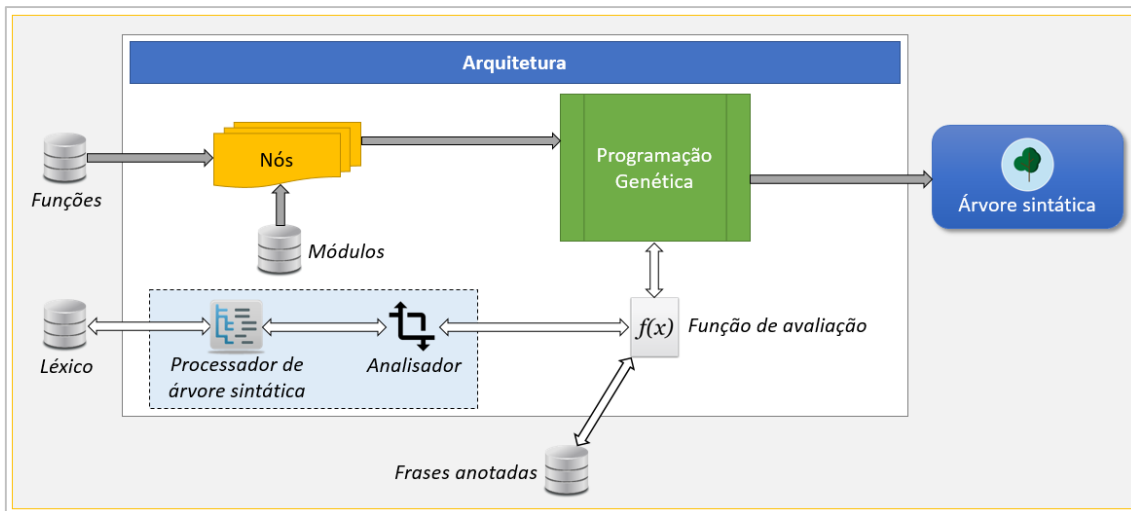 Arquitetura
Nós
Programação
Genética
Funções
Módulos
Árvore sintática
Léxico
Processador de
árvore sintática
Analisador
f(x)
Função de avaliação
Frases anotadas